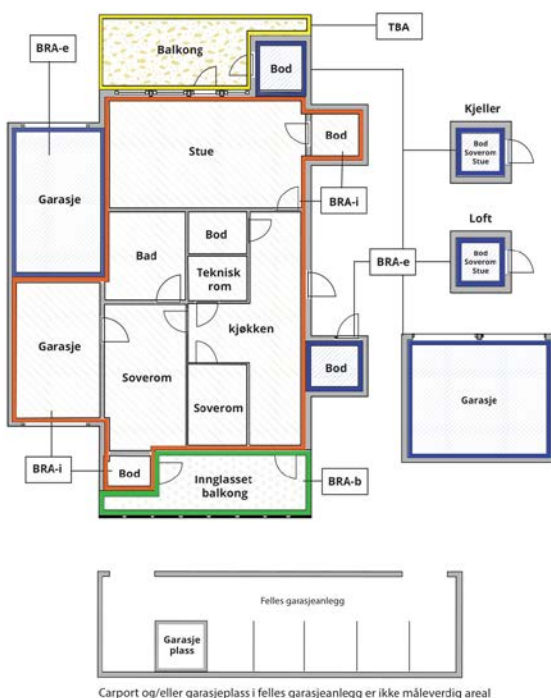 TBA
BRA-e
Balkong
Bod
Kjeller
Bod
Soverom
Stue
Stue
Bod
BRA-i
Garasje
Bad
Bod
Teknisk
rom
Loft
Bod
Soverom
Stue
BRA-e
kjøkken
Garasje
Soverom
Bod
Soverom
Garasje
BRA-i
Bod
Innglasset
balkong
BRA-b
Felles garasjeanlegg
Garasje
plass
Carport og/eller garasjeplass i felles garasjeanlegg er ikke måleverdig areal